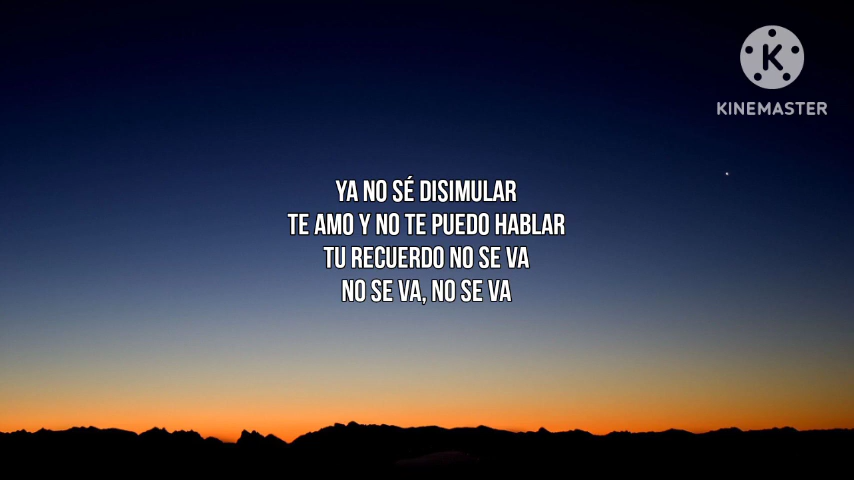 KINEMASTER
YA NO SÉ DISIMULAR
TE AMO Y NO TE PUEDO HABLAR
TU RECUERDO NO SE VA
NO SE VA, NO SE VA